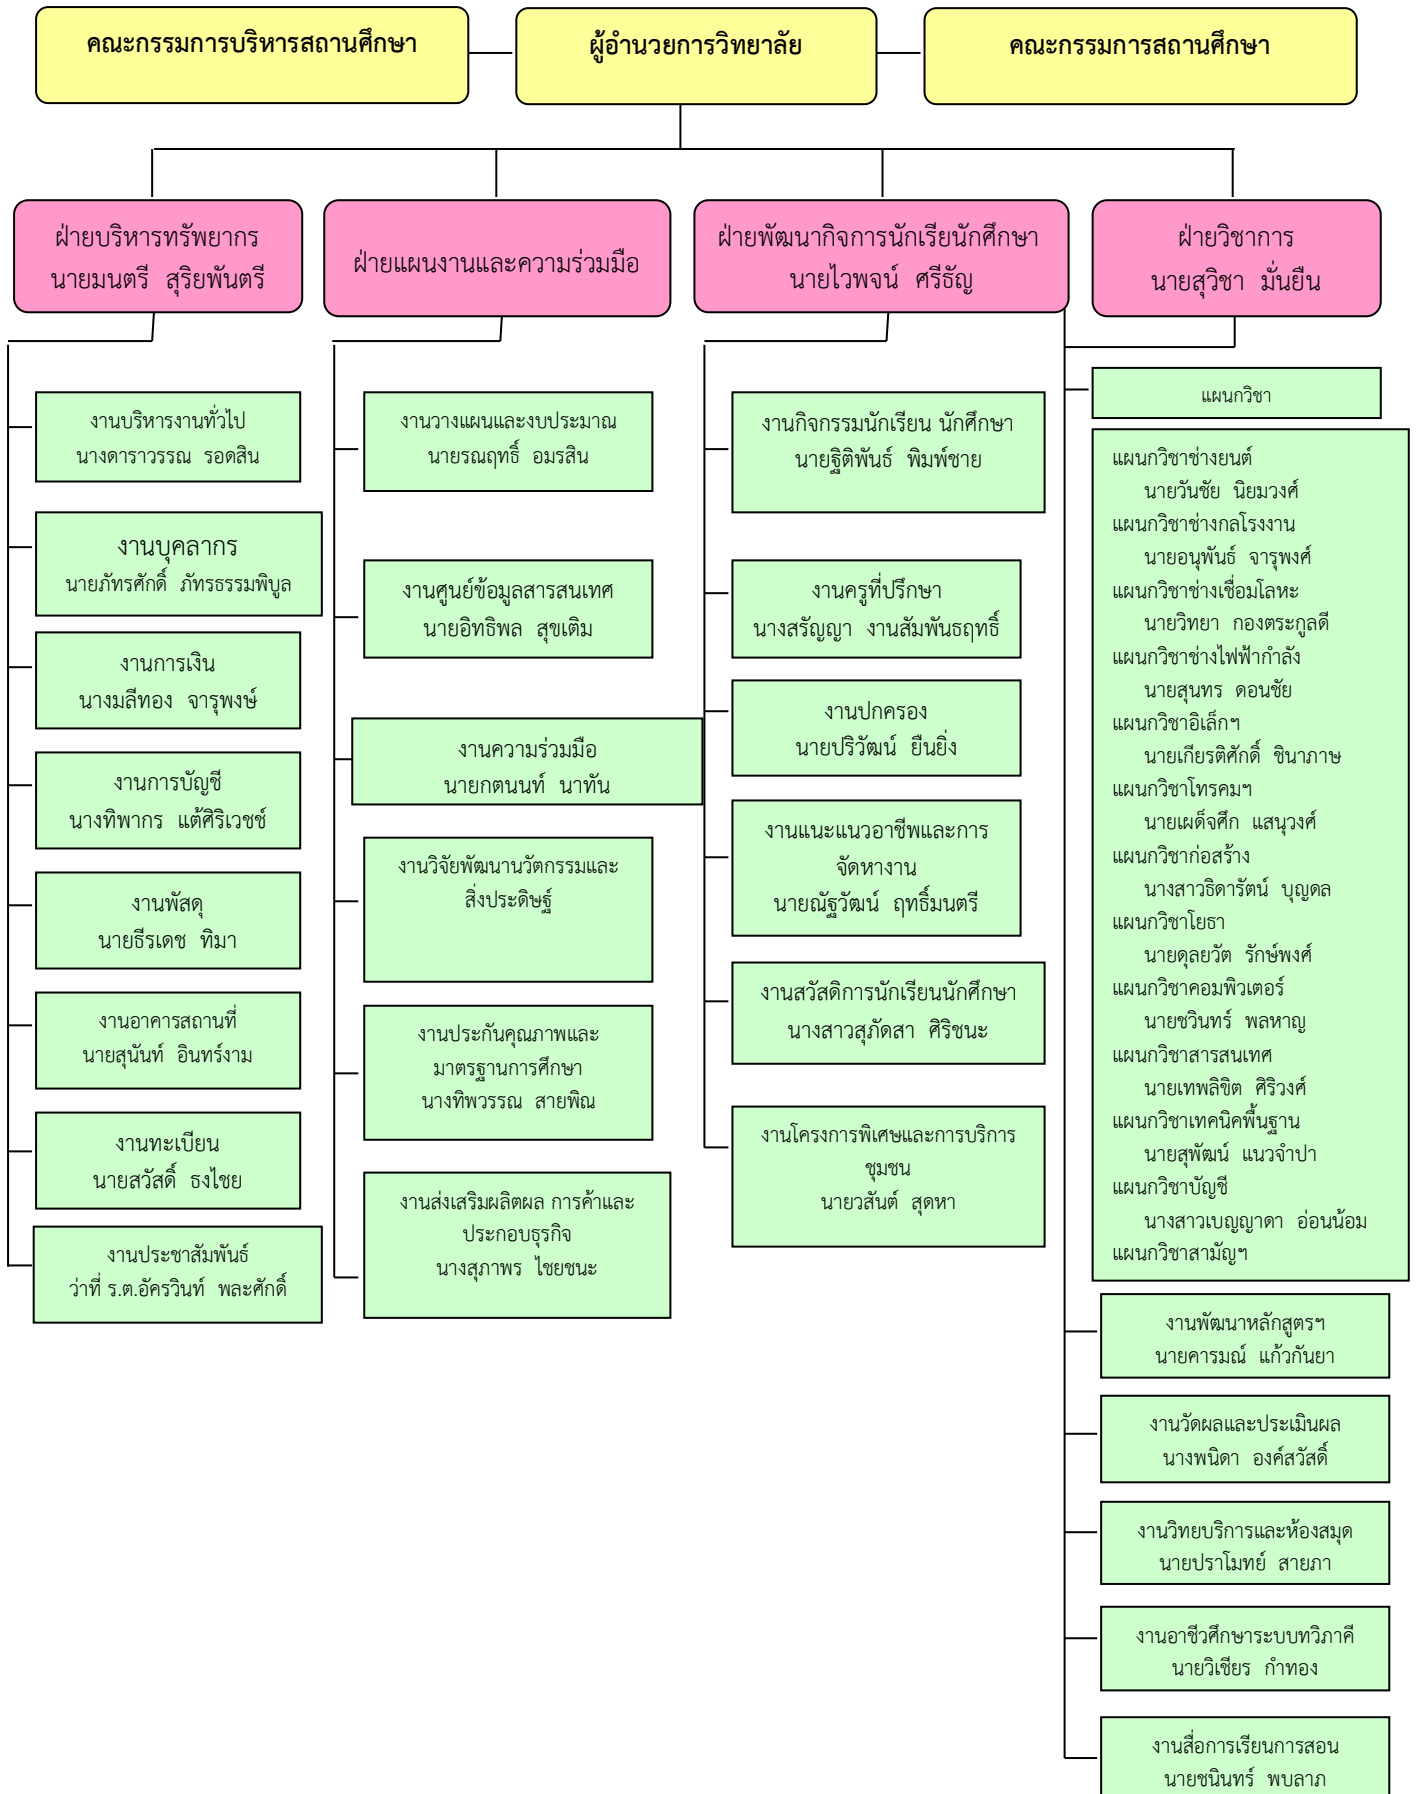 คณะกรรมการบริหารสถานศึกษา
ผู้อำนวยการวิทยาลัย
คณะกรรมการสถานศึกษา
ฝ่ายบริหารทรัพยากร
นายมนตรี สุริยพันตรี
ฝ่ายแผนงานและความร่วมมือ
ฝ่ายพัฒนากิจการนักเรียนนักศึกษา
นายไวพจน์ ศรีธัญ
ฝ่ายวิชาการ
นายสุวิชา มั่นยืน
งานบริหารงานทั่วไป
นางดาราวรรณ รอดสิน
งานบุคลากร
นายภัทรศักดิ์ ภัทรธรรมพิบูล
งานการเงิน
นางมลีทอง จารุพงษ์
งานการบัญชี
นางทิพากร แต้ศิริเวชช์
งานพัสดุ
นายธีรเดช ทิมา
งานอาคารสถานที่
นายสุนันท์ อินทร์งาม
งานทะเบียน
นายสวัสดิ์ ธงไชย
งานประชาสัมพันธ์
ว่าที่ ร.ต.อัครวินท์ พละศักดิ์
งานวางแผนและงบประมาณ
นายรณฤทธิ์ อมรสิน
งานศูนย์ข้อมูลสารสนเทศ
นายอิทธิพล สุขเติม
งานความร่วมมือ
นายกตนนท์ นาทัน
งานวิจัยพัฒนานวัตกรรมและ
สิ่งประดิษฐ์
งานประกันคุณภาพและ
มาตรฐานการศึกษา
นางทิพวรรณ สายพิณ
งานส่งเสริมผลิตผล การค้าและ
ประกอบธุรกิจ
นางสุภาพร ไชยชนะ
งานกิจกรรมนักเรียน นักศึกษา
นายฐิติพันธ์ พิมพ์ชาย
งานครูที่ปรึกษา
นางสรัญญา งานสัมพันธฤทธิ์
งานปกครอง
นายปริวัฒน์ ยืนยิ่ง
งานแนะแนวอาชีพและการ
จัดหางาน
นายณัฐวัฒน์ ฤทธิ์มนตรี
งานสวัสดิการนักเรียนนักศึกษา
นางสาวสุภัดสา ศิริชนะ
งานโครงการพิเศษและการบริการ
ชุมชน
นายวสันต์ สุดหา
แผนกวิชา
แผนกวิชาช่างยนต์
นายวันชัย นิยมวงศ์
แผนกวิชาช่างกลโรงงาน
นายอนุพันธ์ จารุพงศ์
แผนกวิชาช่างเชื่อมโลหะ
นายวิทยา กองตระกูลดี
แผนกวิชาช่างไฟฟ้ากำลัง
นายสุนทร ดอนชัย
แผนกวิชาอิเล็กฯ
นายเกียรติศักดิ์ ชินาภาษ
แผนกวิชาโทรคมฯ
นายเผด็จศึก แสนุวงศ์
แผนกวิชาก่อสร้าง
นางสาวธิดารัตน์ บุญดล
แผนกวิชาโยธา
นายดุลยวัต รักษ์พงศ์
แผนกวิชาคอมพิวเตอร์
นายชวินทร์ พลหาญ
แผนกวิชาสารสนเทศ
นายเทพลิขิต ศิริวงศ์
แผนกวิชาเทคนิคพื้นฐาน
นายสุพัฒน์ แนวจำปา
แผนกวิชาบัญชี
นางสาวเบญญาดา อ่อนน้อม
แผนกวิชาสามัญฯ
งานพัฒนาหลักสูตรฯ
นายคารมณ์ แก้วกันยา
งานวัดผลและประเมินผล
นางพนิดา องค์สวัสดิ์
งานวิทยบริการและห้องสมุด
นายปราโมทย์ สายภา
งานอาชีวศึกษาระบบทวิภาคี
นายวิเชียร กำทอง
งานสื่อการเรียนการสอน
นายชนินทร์ พบลาภ